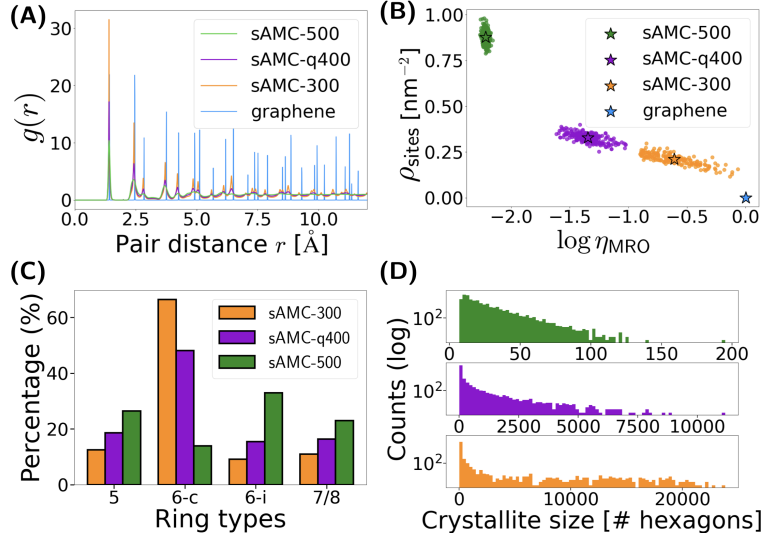 (A)
sAMC-500
sAMC-q400
sAMC-300
graphene
g(r)
30
20
10
0
0.0 2.5 5.0 7.5 10.0
Pair distance r [Å]
(B)
sAMC-500
sAMC-q400
sAMC-300
graphene
ρsites [nm⁻²]
1.00
0.75
0.50
0.25
0.00
−2.0 −1.5 −1.0 −0.5 0.0
log ηMRO
(C)
sAMC-300
sAMC-q400
sAMC-500
Percentage (%)
60
40
20
0
5 6-c 6-i 7/8
Ring types
(D)
Counts (log)
10²
0 50 100 150 200
10²
0 2500 5000 7500 10000
10²
0 10000 20000
Crystallite size [# hexagons]